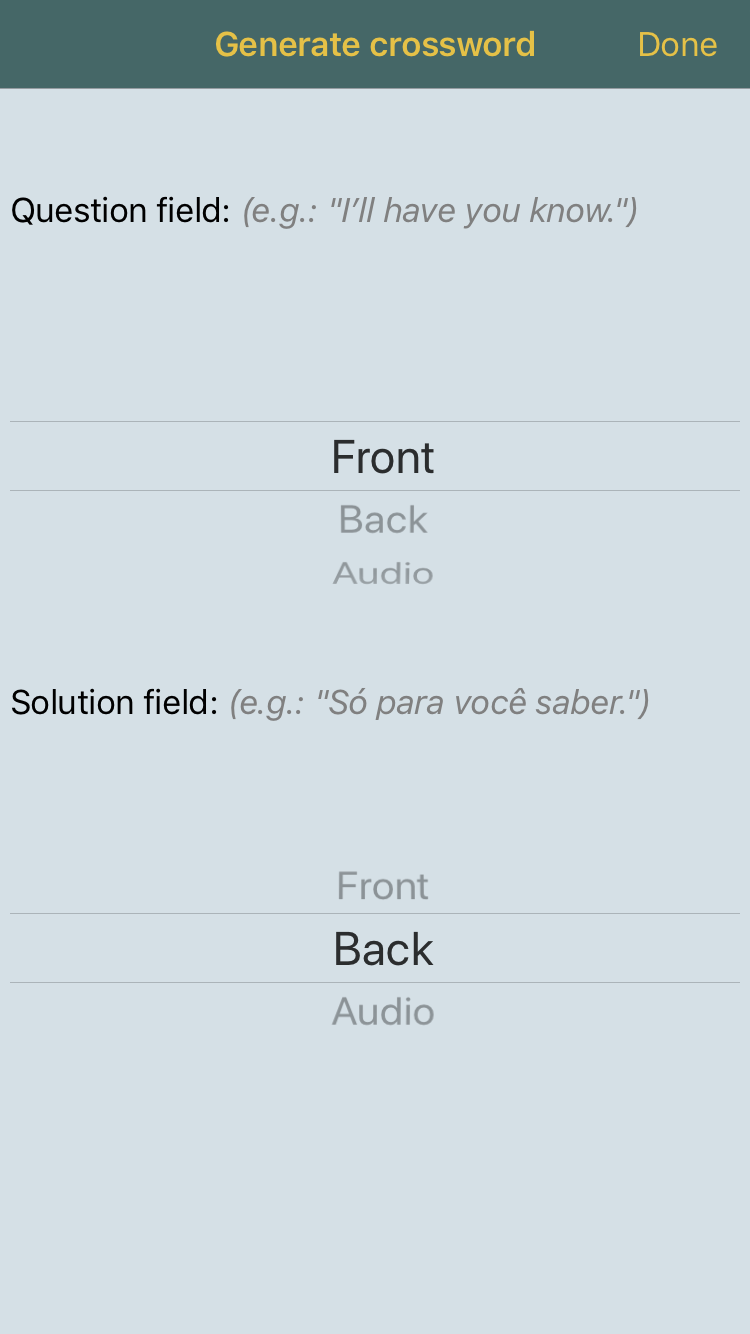 Generate crossword
Done
Question field: (e.g.: "I’ll have you know.")
Front
Back
Audio
Solution field: (e.g.: "Só para você saber.")
Front
Back
Audio